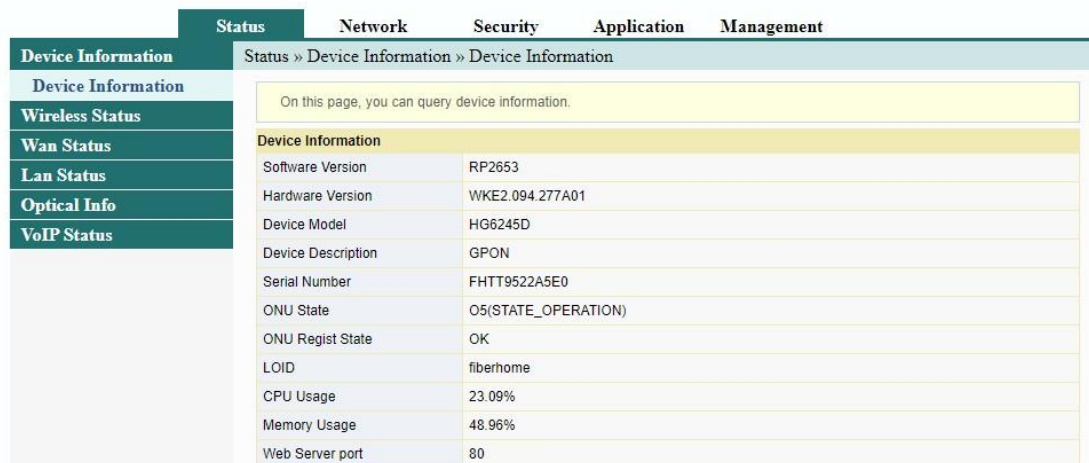 Status Network Security Application Management
Device Information
Status » Device Information » Device Information
Device Information
Wireless Status
Wan Status
Lan Status
Optical Info
VoIP Status
On this page, you can query device information.
Device Information
Software Version RP2653
Hardware Version WKE2.094.277A01
Device Model HG6245D
Device Description GPON
Serial Number FHTT9522A5E0
ONU State O5(STATE_OPERATION)
ONU Regist State OK
LOID fiberhome
CPU Usage 23.09%
Memory Usage 48.96%
Web Server port 80